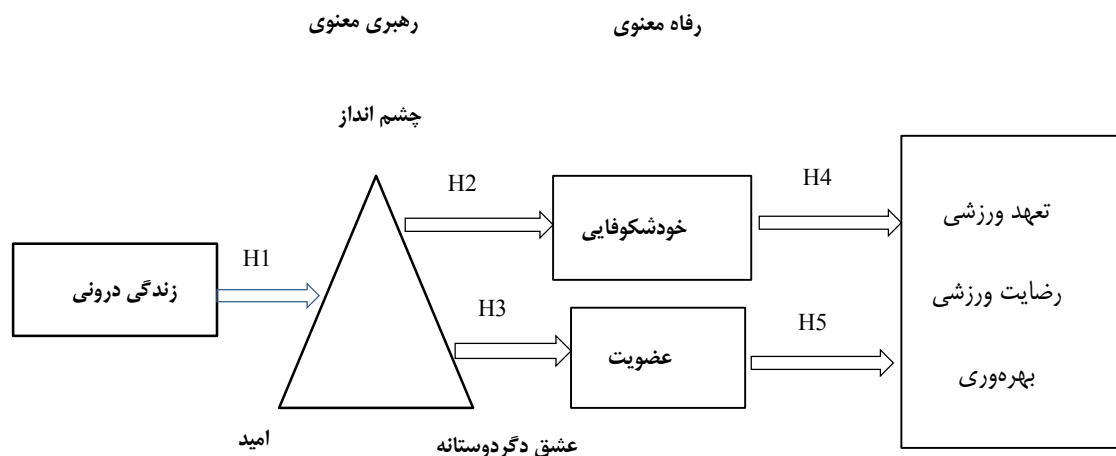 رفاه معنوی
رهبری معنوی
چشم انداز
H1
H2
H3
H4
H5
زندگی درونی
خودشکوفایی
عضویت
تعهد ورزشی
رضایت ورزشی
بهره‌وری
امید
عشق دگردوستانه